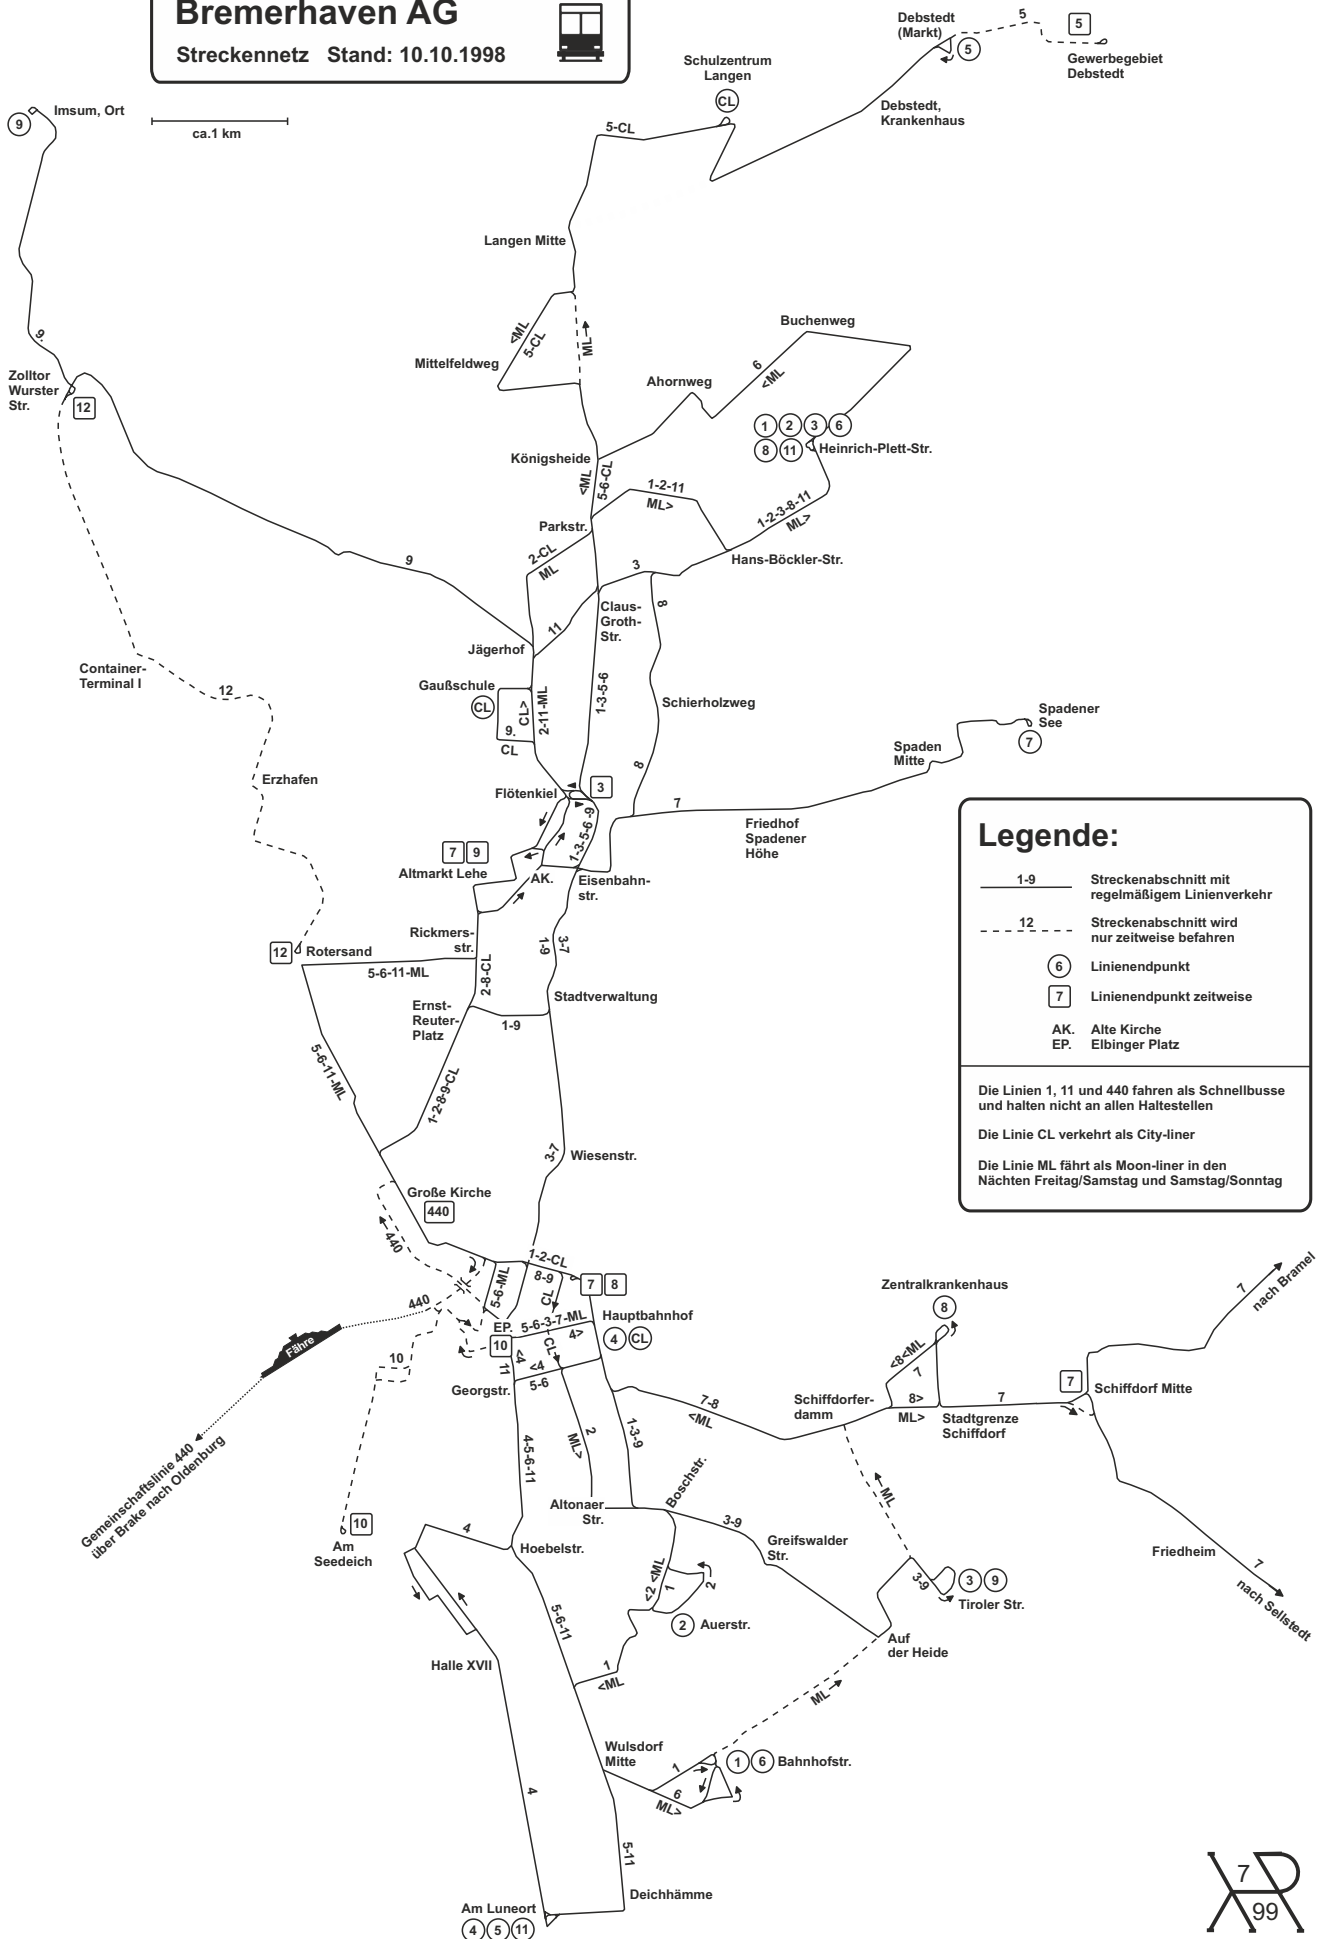 Bremerhaven AG
Streckennetz Stand: 10.10.1998
ca.1 km
Imsum, Ort
9
9.
Zolltor
Wurster
Str.
12
Schulzentrum
Langen
CL
5-CL
Debstedt
(Markt)
5
5
5
Gewerbegebiet
Debstedt
Debstedt,
Krankenhaus
Langen Mitte
<ML
5-CL
ML
Mittelfeldweg
Buchenweg
6
<ML
Ahornweg
1 2 3 6
8 11
Heinrich-Plett-Str.
Königsheide
<ML
5-6-CL
1-2-11
ML>
1-2-3-8-11
ML>
Parkstr.
2-CL
ML
3
Hans-Böckler-Str.
9
Claus-
Groth-
Str.
8
11
Jägerhof
Container-
Terminal I
12
Gaußschule
CL
CL>
9.
CL
2-11-ML
1-3-5-6
Schierholzweg
8
Spadener
See
7
Spaden
Mitte
Erzhafen
Flötenkiel
3
7
Friedhof
Spadener
Höhe
1-3-5-6-9
7 9
Altmarkt Lehe
AK.
Eisenbahn-
str.
Rickmers-
str.
12
Rotersand
5-6-11-ML
2-8-CL
1-9
3-7
Stadtverwaltung
Ernst-
Reuter-
Platz
1-9
5-6-11-ML
1-2-8-9-CL
3-7
Wiesenstr.
Große Kirche
440
440
1-2-CL
8-9
CL
5-6-ML
7 8
Hauptbahnhof
4 CL
EP.
5-6-3-7-ML
4>
440
Fähre
10
10
11
<4
CL
<4
5-6
Georgstr.
Gemeinschaftslinie 440
über Brake nach Oldenburg
10
Am
Seedeich
4-5-6-11
2
ML>
1-3-9
7-8
<ML
Schiffdorfer-
damm
Zentralkrankenhaus
8
<8<ML
7
8>
ML>
7
Stadtgrenze
Schiffdorf
7
Schiffdorf Mitte
7
nach Bramel
Friedheim
7
nach Sellstedt
Altonaer
Str.
Boschstr.
3-9
Greifswalder
Str.
ML
4
Hoebelstr.
<2 <ML
1
2
2
Auerstr.
3-9
3 9
Tiroler Str.
Auf
der Heide
5-6-11
Halle XVII
1
<ML
ML
Wulsdorf
Mitte
1
1 6
Bahnhofstr.
6
ML>
4
5-11
Deichhämme
Am Luneort
4 5 11
Legende:
1-9
Streckenabschnitt mit
regelmäßigem Linienverkehr
12
Streckenabschnitt wird
nur zeitweise befahren
6
Linienendpunkt
7
Linienendpunkt zeitweise
AK. Alte Kirche
EP. Elbinger Platz
Die Linien 1, 11 und 440 fahren als Schnellbusse
und halten nicht an allen Haltestellen
Die Linie CL verkehrt als City-liner
Die Linie ML fährt als Moon-liner in den
Nächten Freitag/Samstag und Samstag/Sonntag
7
99